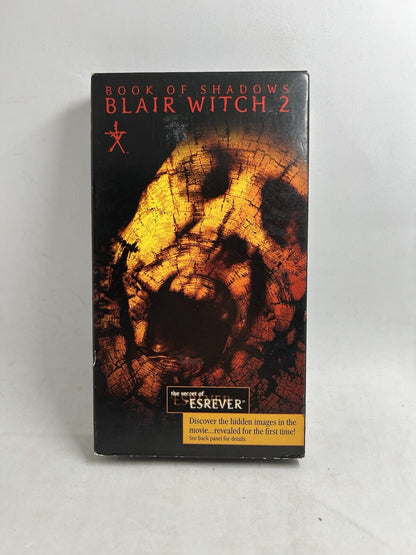 BOOK OF SHADOWS
BLAIR WITCH 2
the secret of
ESREVER™
Discover the hidden images in the
movie...revealed for the first time!
See back panel for details.